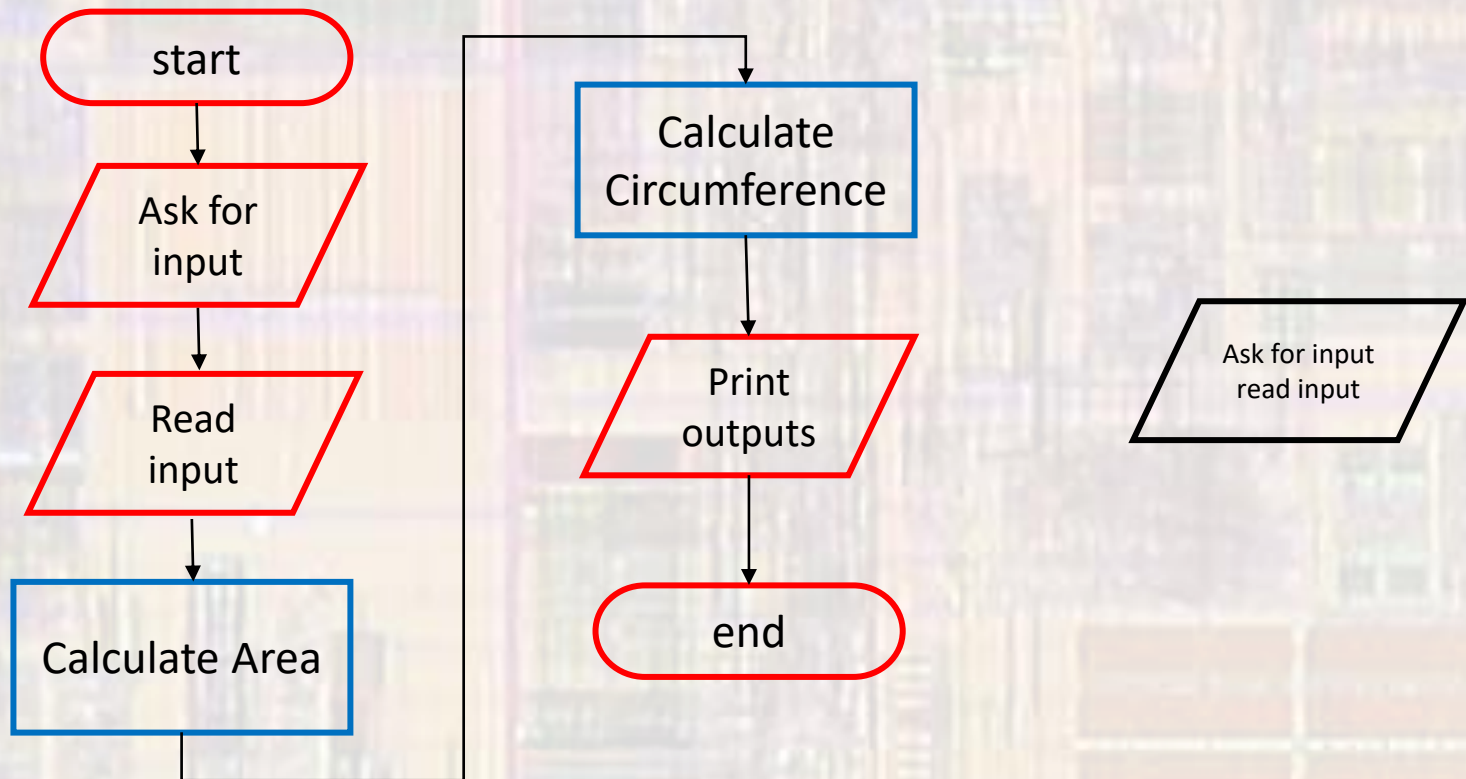 start
Ask for
input
Read
input
Calculate Area
Calculate
Circumference
Print
outputs
end
Ask for input
read input